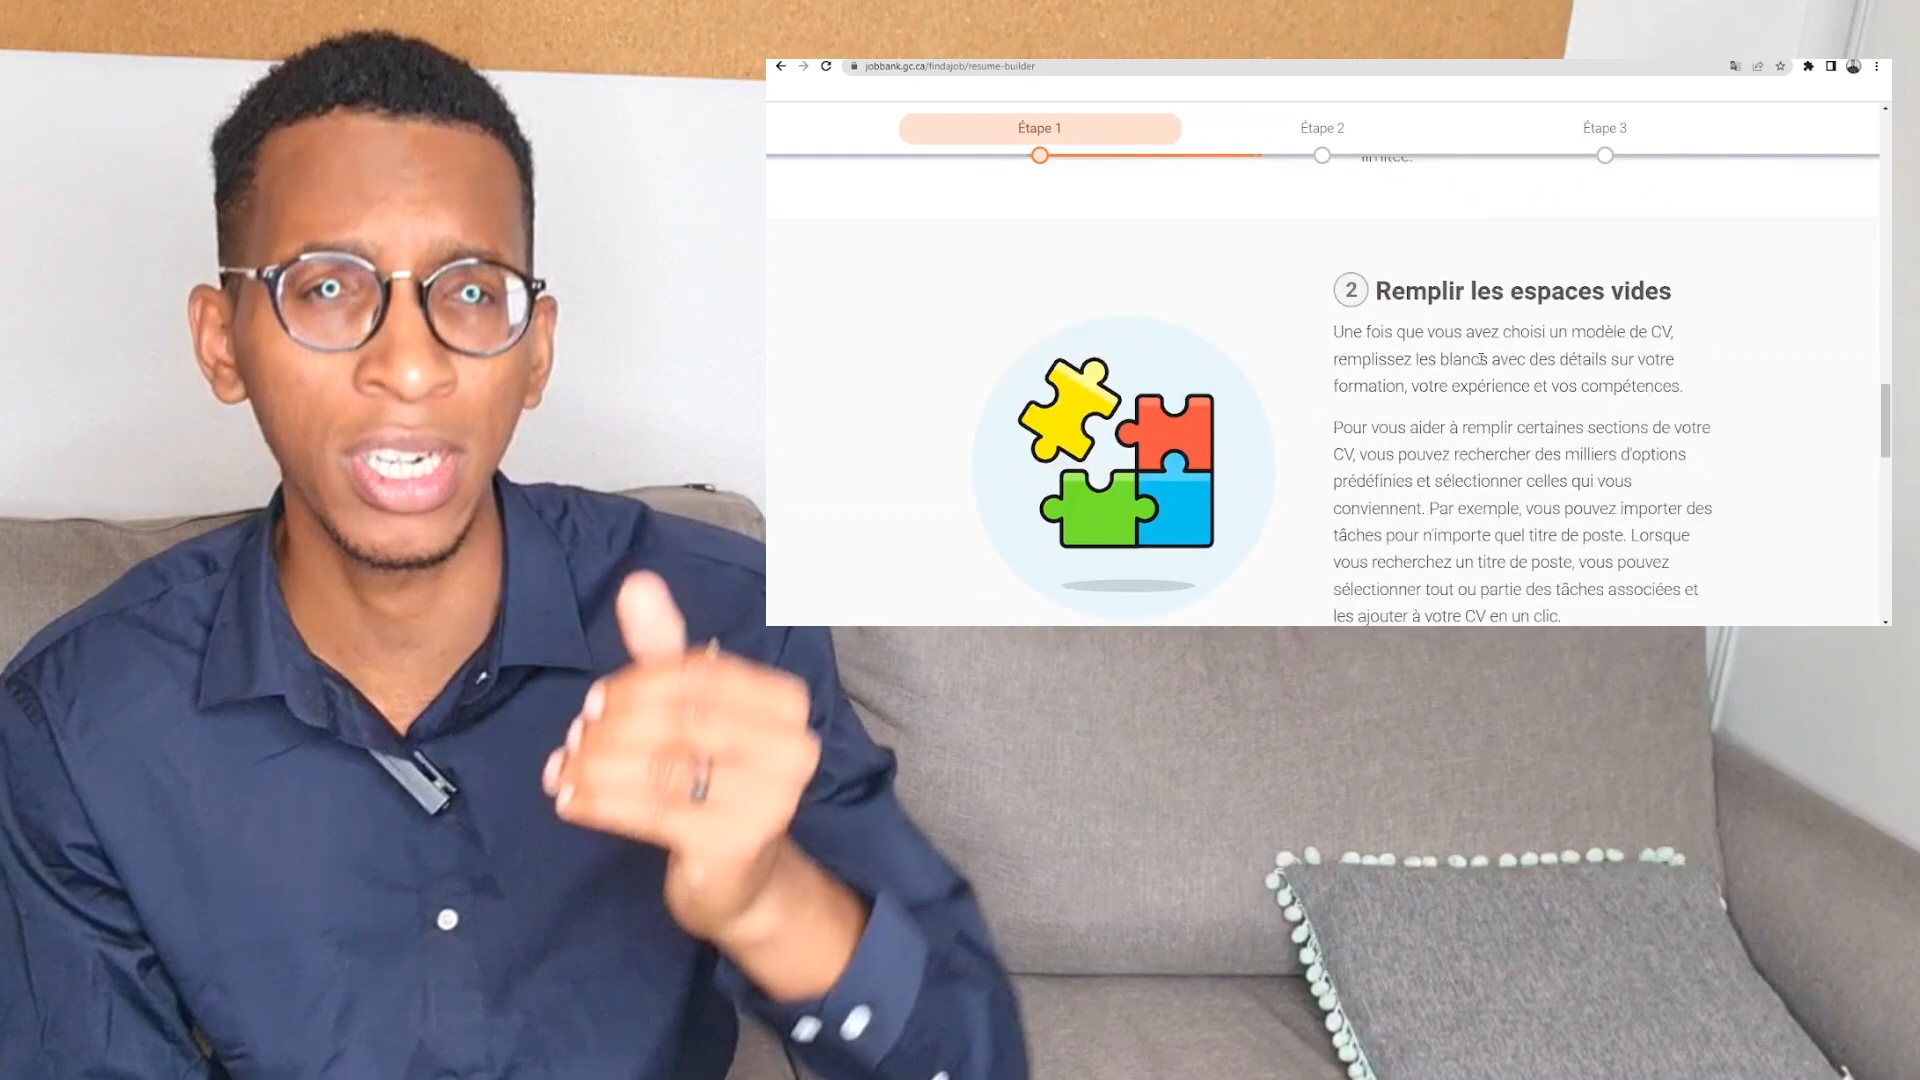 jobbank.gc.ca/findajob/resume-builder
Étape 1
Étape 2
Étape 3
limitée.
2 Remplir les espaces vides
Une fois que vous avez choisi un modèle de CV,
remplissez les blancs avec des détails sur votre
formation, votre expérience et vos compétences.
Pour vous aider à remplir certaines sections de votre
CV, vous pouvez rechercher des milliers d'options
prédéfinies et sélectionner celles qui vous
conviennent. Par exemple, vous pouvez importer des
tâches pour n'importe quel titre de poste. Lorsque
vous recherchez un titre de poste, vous pouvez
sélectionner tout ou partie des tâches associées et
les ajouter à votre CV en un clic.